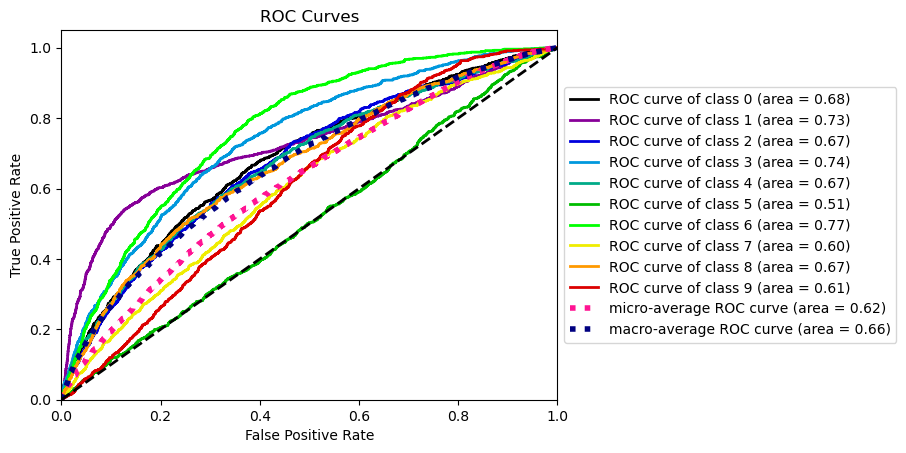 ROC Curves
True Positive Rate
1.0
0.8
0.6
0.4
0.2
0.0
0.0 0.2 0.4 0.6 0.8 1.0
False Positive Rate
ROC curve of class 0 (area = 0.68)
ROC curve of class 1 (area = 0.73)
ROC curve of class 2 (area = 0.67)
ROC curve of class 3 (area = 0.74)
ROC curve of class 4 (area = 0.67)
ROC curve of class 5 (area = 0.51)
ROC curve of class 6 (area = 0.77)
ROC curve of class 7 (area = 0.60)
ROC curve of class 8 (area = 0.67)
ROC curve of class 9 (area = 0.61)
micro-average ROC curve (area = 0.62)
macro-average ROC curve (area = 0.66)